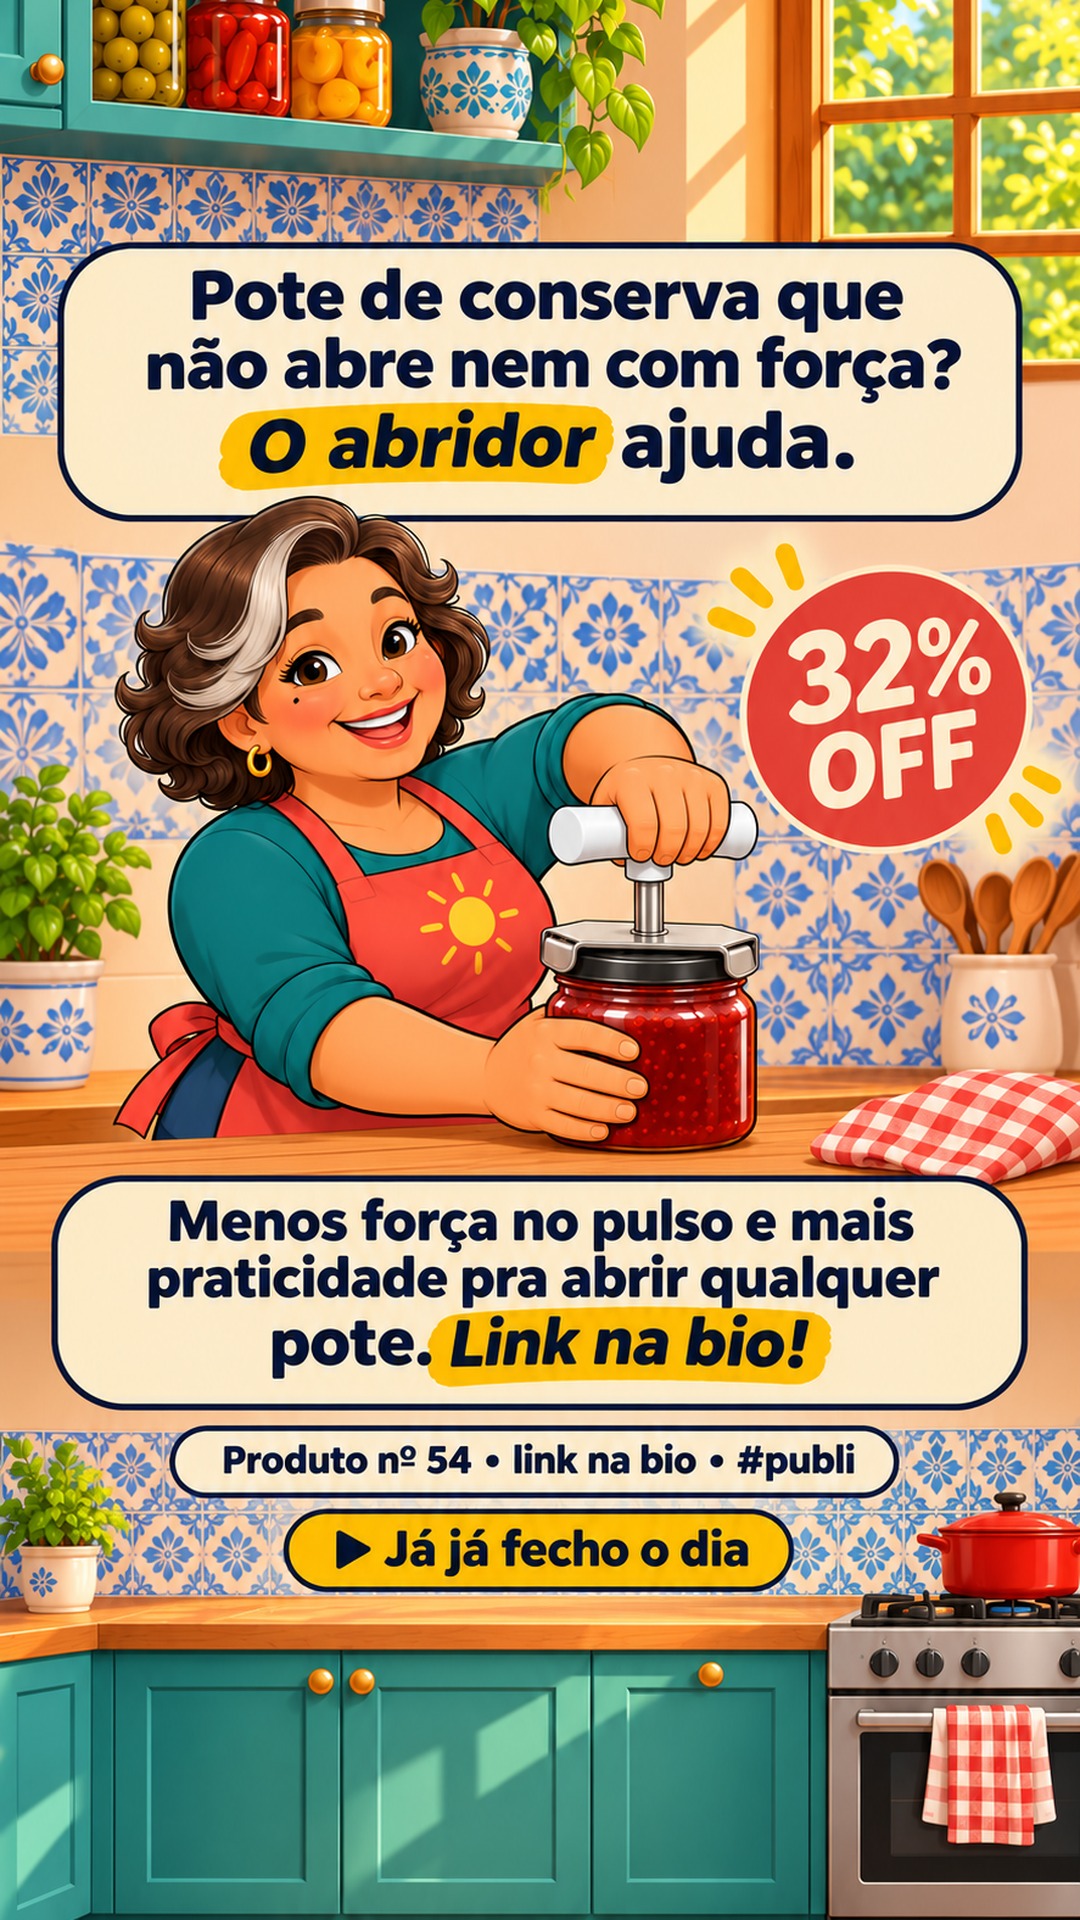 Pote de conserva que
não abre nem com força?
O abridor ajuda.
32%
OFF
Menos força no pulso e mais
praticidade pra abrir qualquer
pote. Link na bio!
Produto nº 54 • link na bio • #publi
▶ Já já fecho o dia